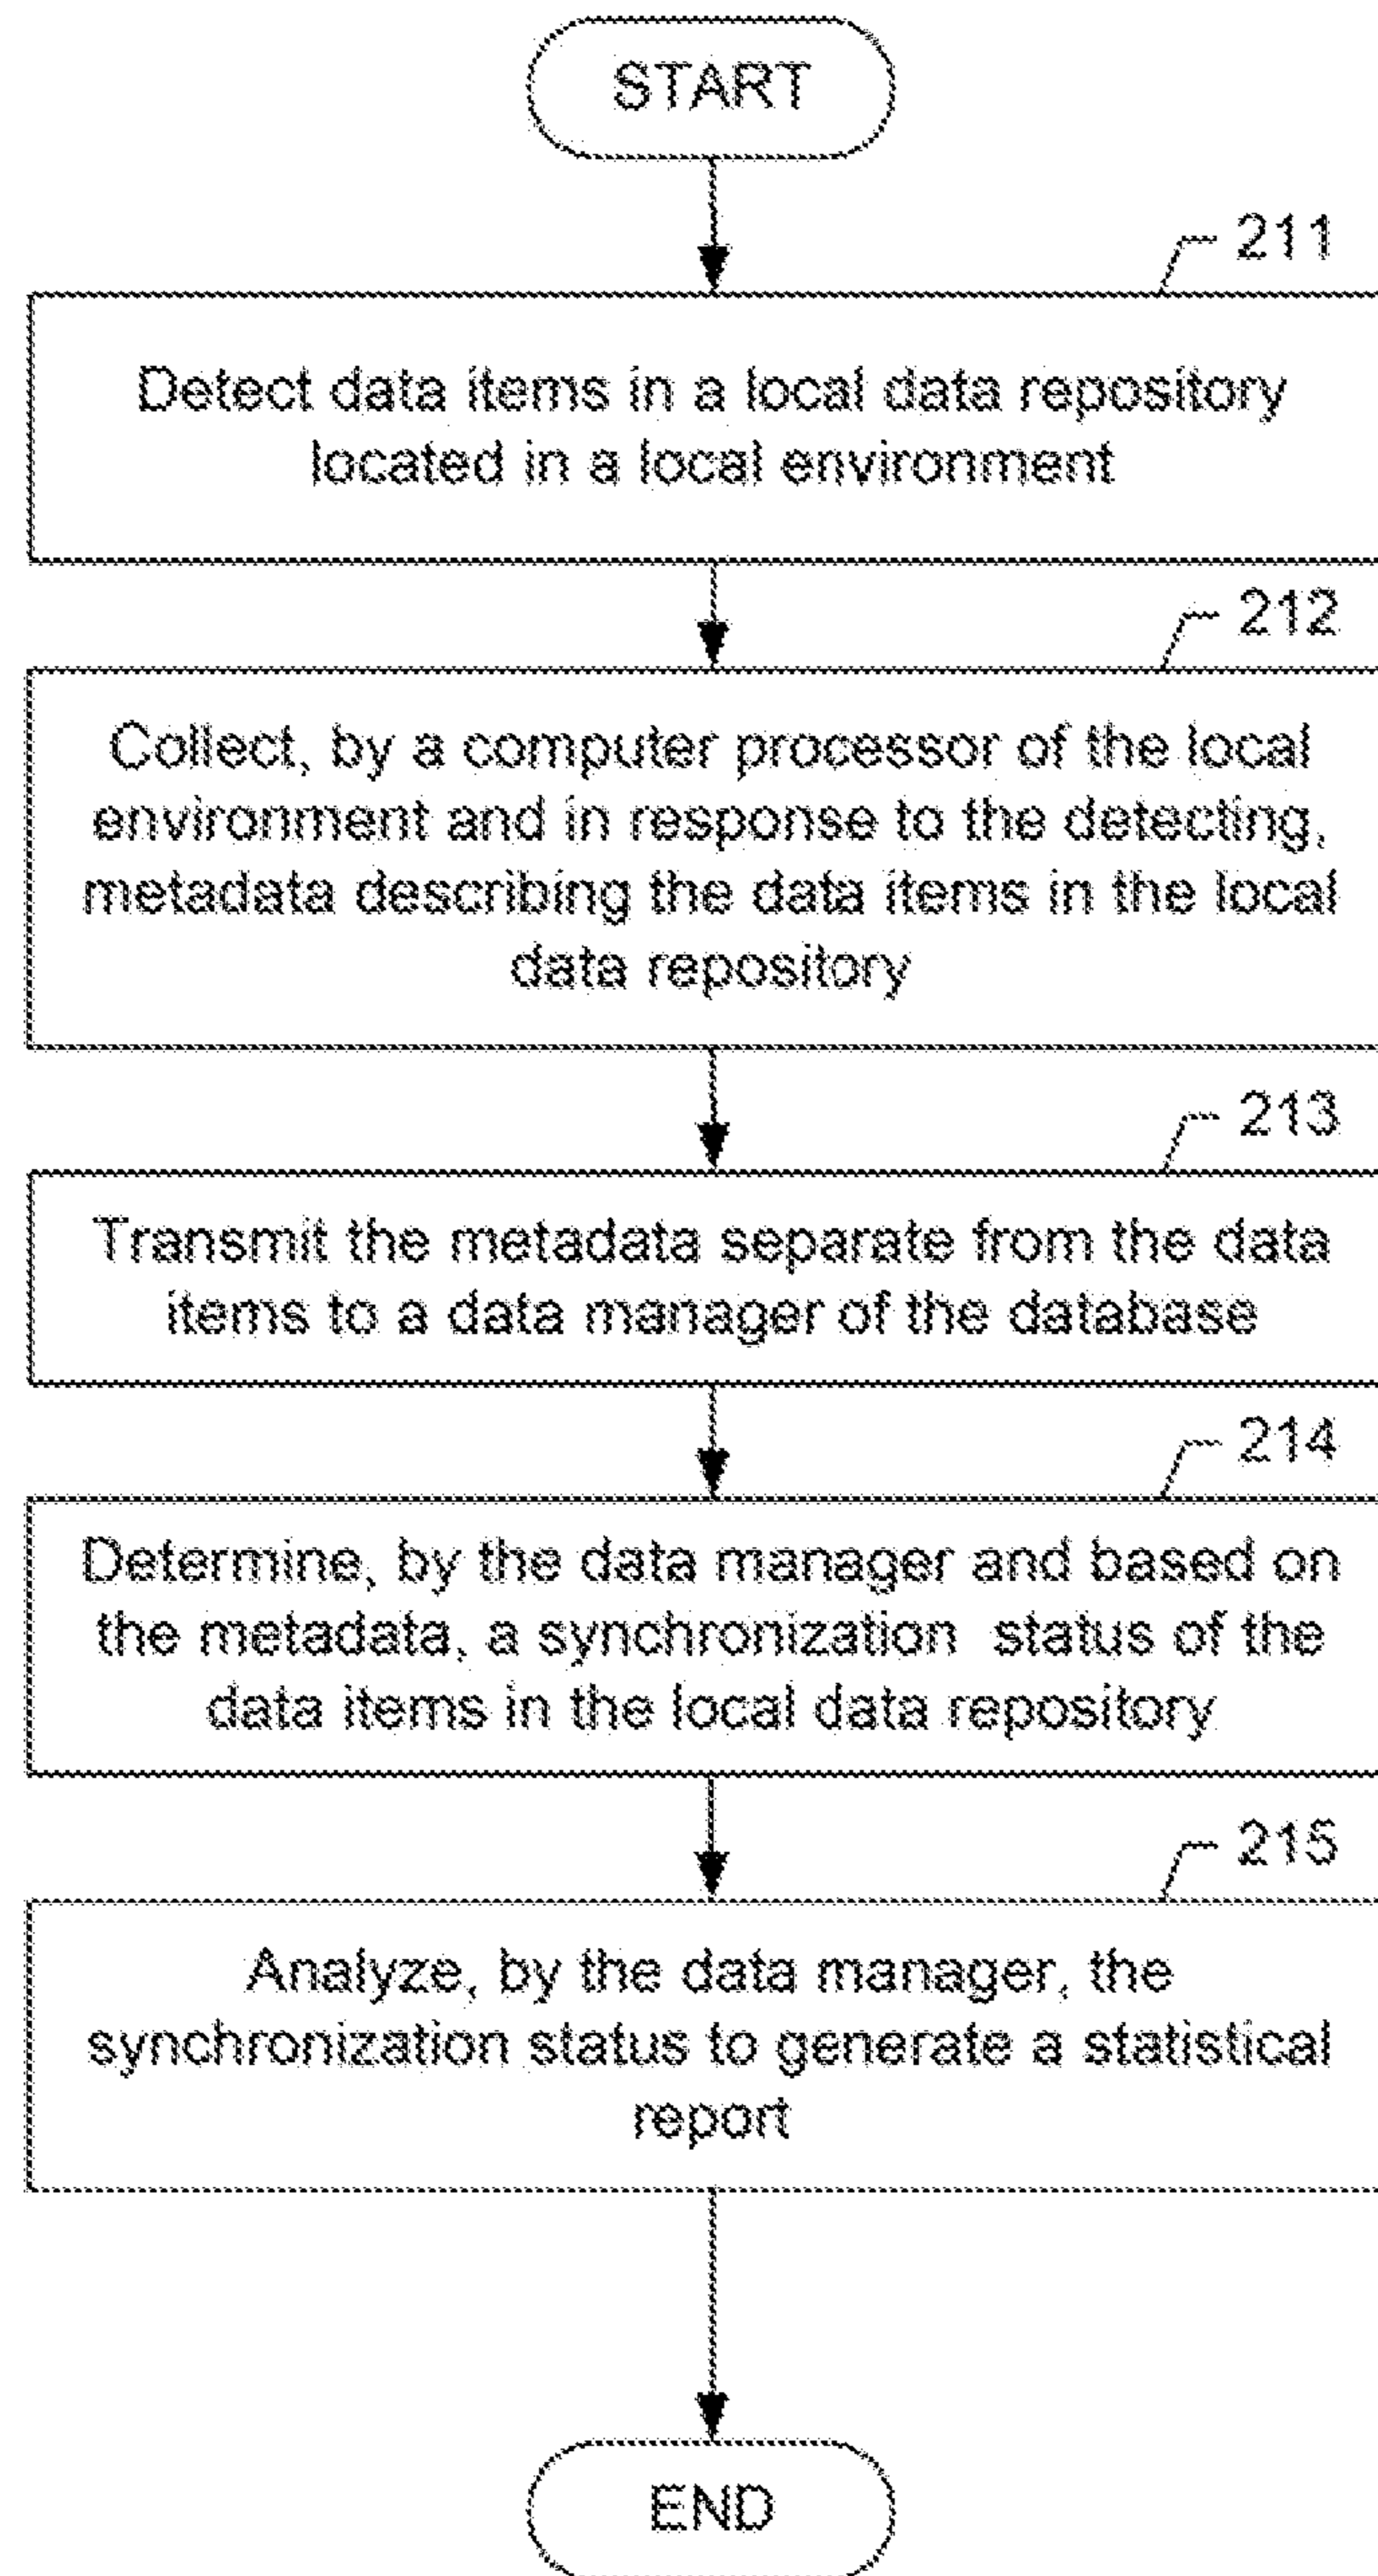 START
211
Detect data items in a local data repository
located in a local environment
212
Collect, by a computer processor of the local
environment and in response to the detecting,
metadata describing the data items in the local
data repository
213
Transmit the metadata separate from the data
items to a data manager of the database
214
Determine, by the data manager and based on
the metadata, a synchronization status of the
data items in the local data repository
215
Analyze, by the data manager, the
synchronization status to generate a statistical
report
END